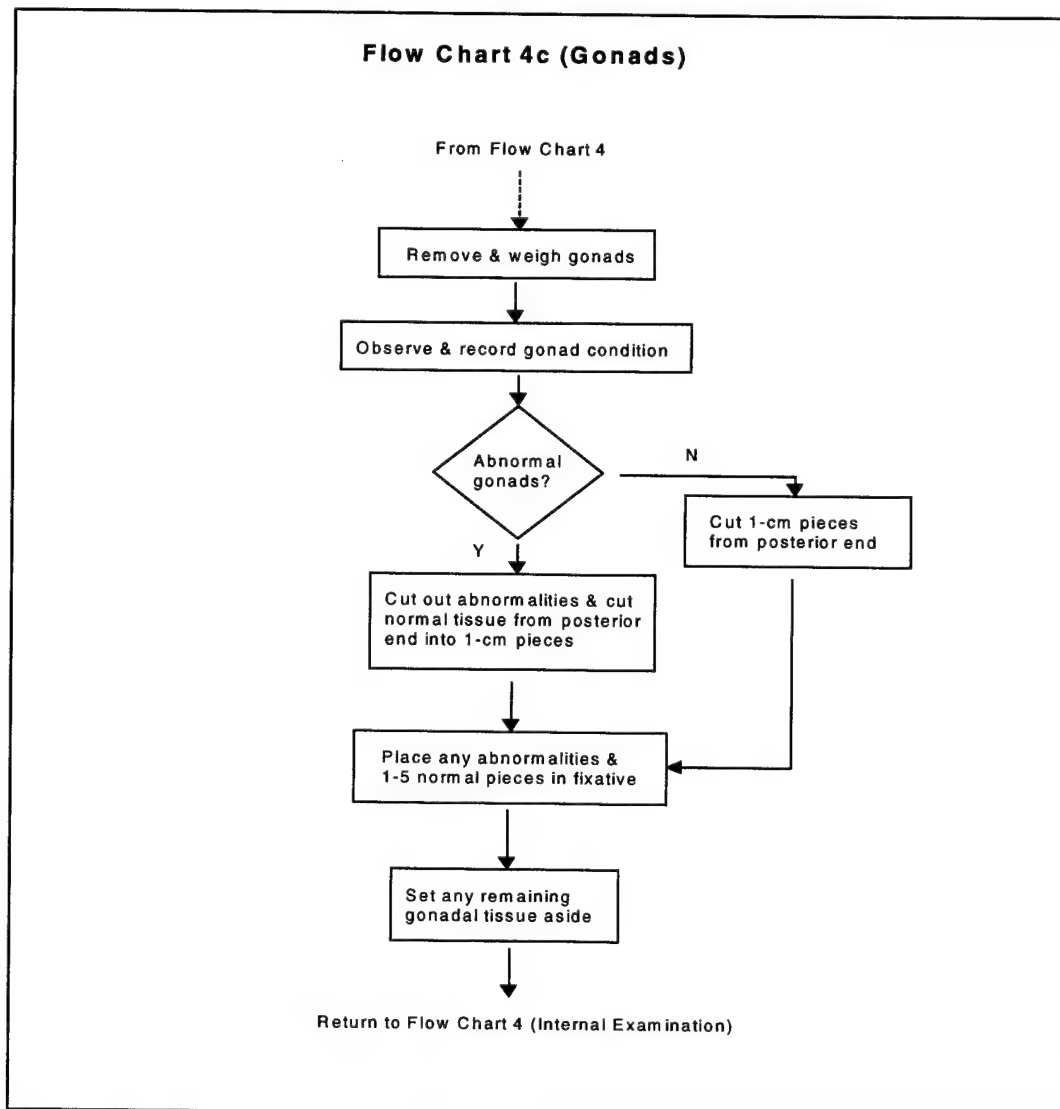 Flow Chart 4c (Gonads)
From Flow Chart 4
Remove & weigh gonads
Observe & record gonad condition
Abnormal
gonads?
N
Cut 1-cm pieces
from posterior end
Y
Cut out abnormalities & cut
normal tissue from posterior
end into 1-cm pieces
Place any abnormalities &
1-5 normal pieces in fixative
Set any remaining
gonadal tissue aside
Return to Flow Chart 4 (Internal Examination)